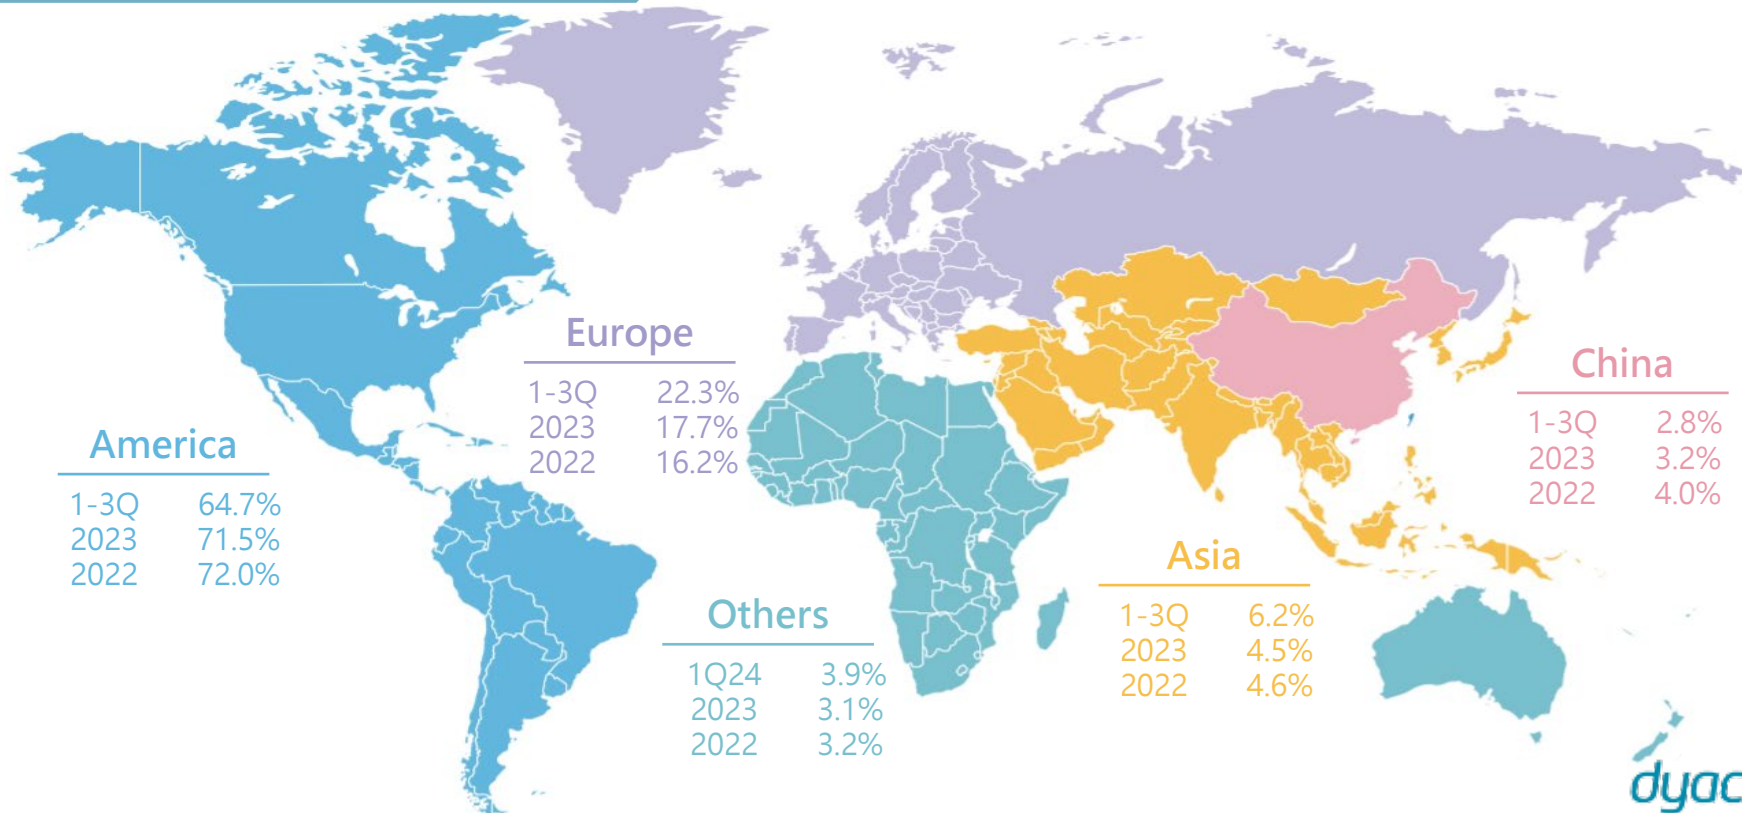 Europe
1-3Q 22.3%
2023 17.7%
2022 16.2%
China
1-3Q 2.8%
2023 3.2%
2022 4.0%
America
1-3Q 64.7%
2023 71.5%
2022 72.0%
Asia
1-3Q 6.2%
2023 4.5%
2022 4.6%
Others
1Q24 3.9%
2023 3.1%
2022 3.2%
dyac